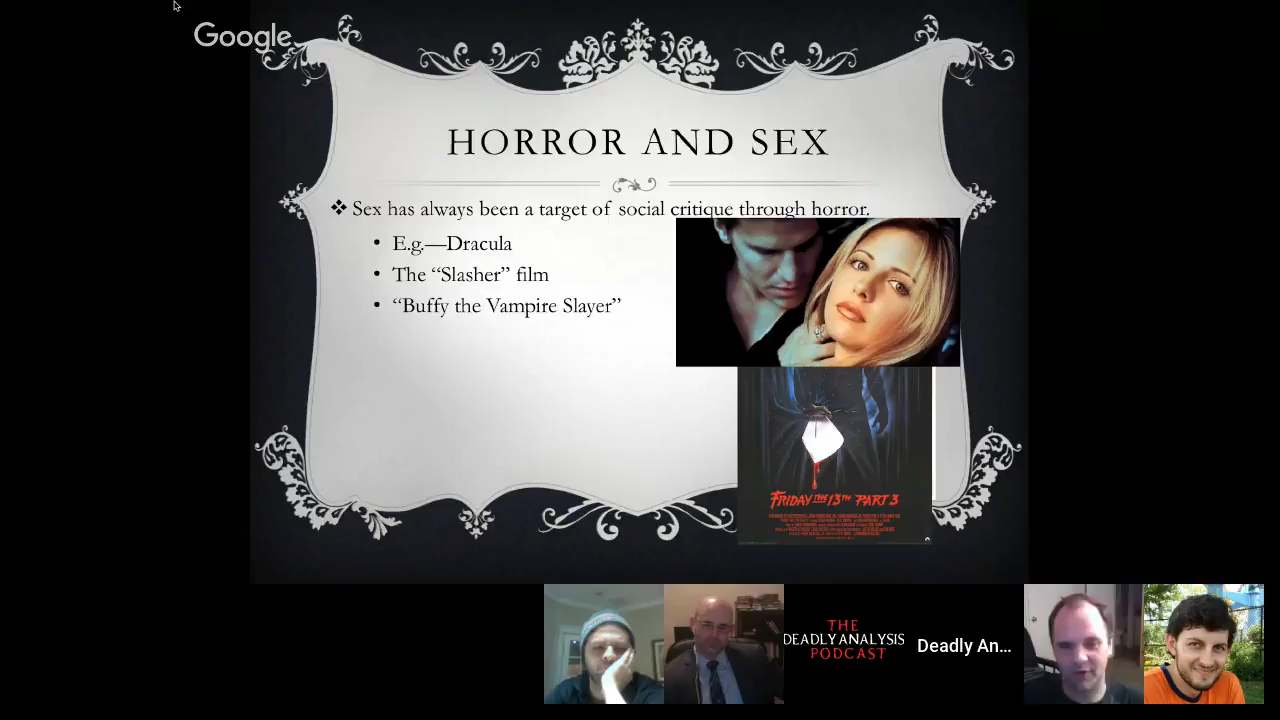 Google
HORROR AND SEX
❖ Sex has always been a target of social critique through horror.
• E.g.—Dracula
• The “Slasher” film
• “Buffy the Vampire Slayer”
FRIDAY THE 13TH PART 3
THE
DEADLY ANALYSIS
PODCAST
Deadly An...